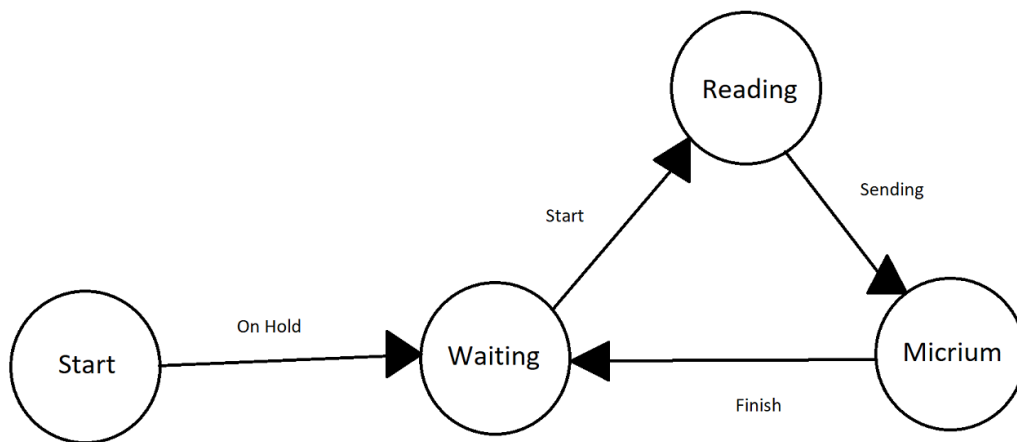 Reading
Sending
Start
On Hold
Start
Waiting
Micrium
Finish